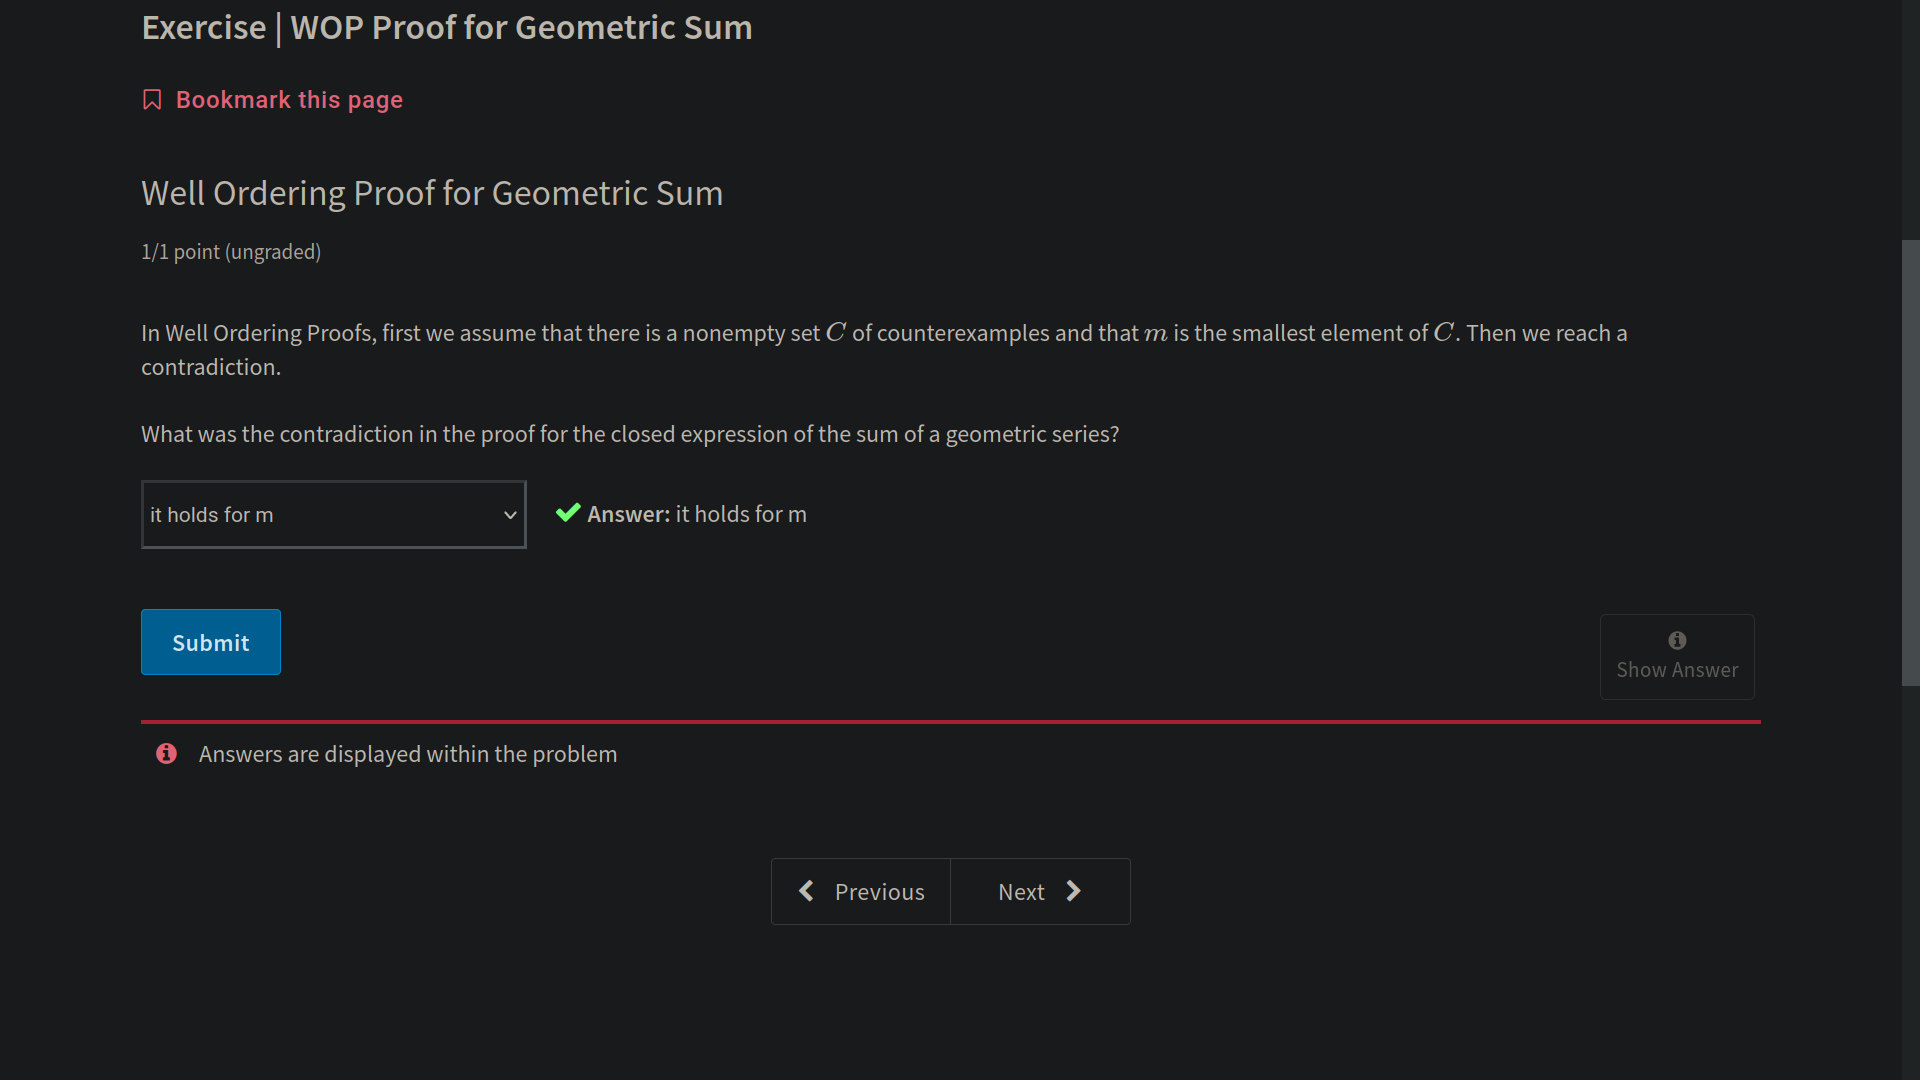 Exercise | WOP Proof for Geometric Sum
Bookmark this page
Well Ordering Proof for Geometric Sum
1/1 point (ungraded)
In Well Ordering Proofs, first we assume that there is a nonempty set C of counterexamples and that m is the smallest element of C. Then we reach a
contradiction.
What was the contradiction in the proof for the closed expression of the sum of a geometric series?
it holds for m
Answer: it holds for m
Submit
Show Answer
Answers are displayed within the problem
Previous
Next